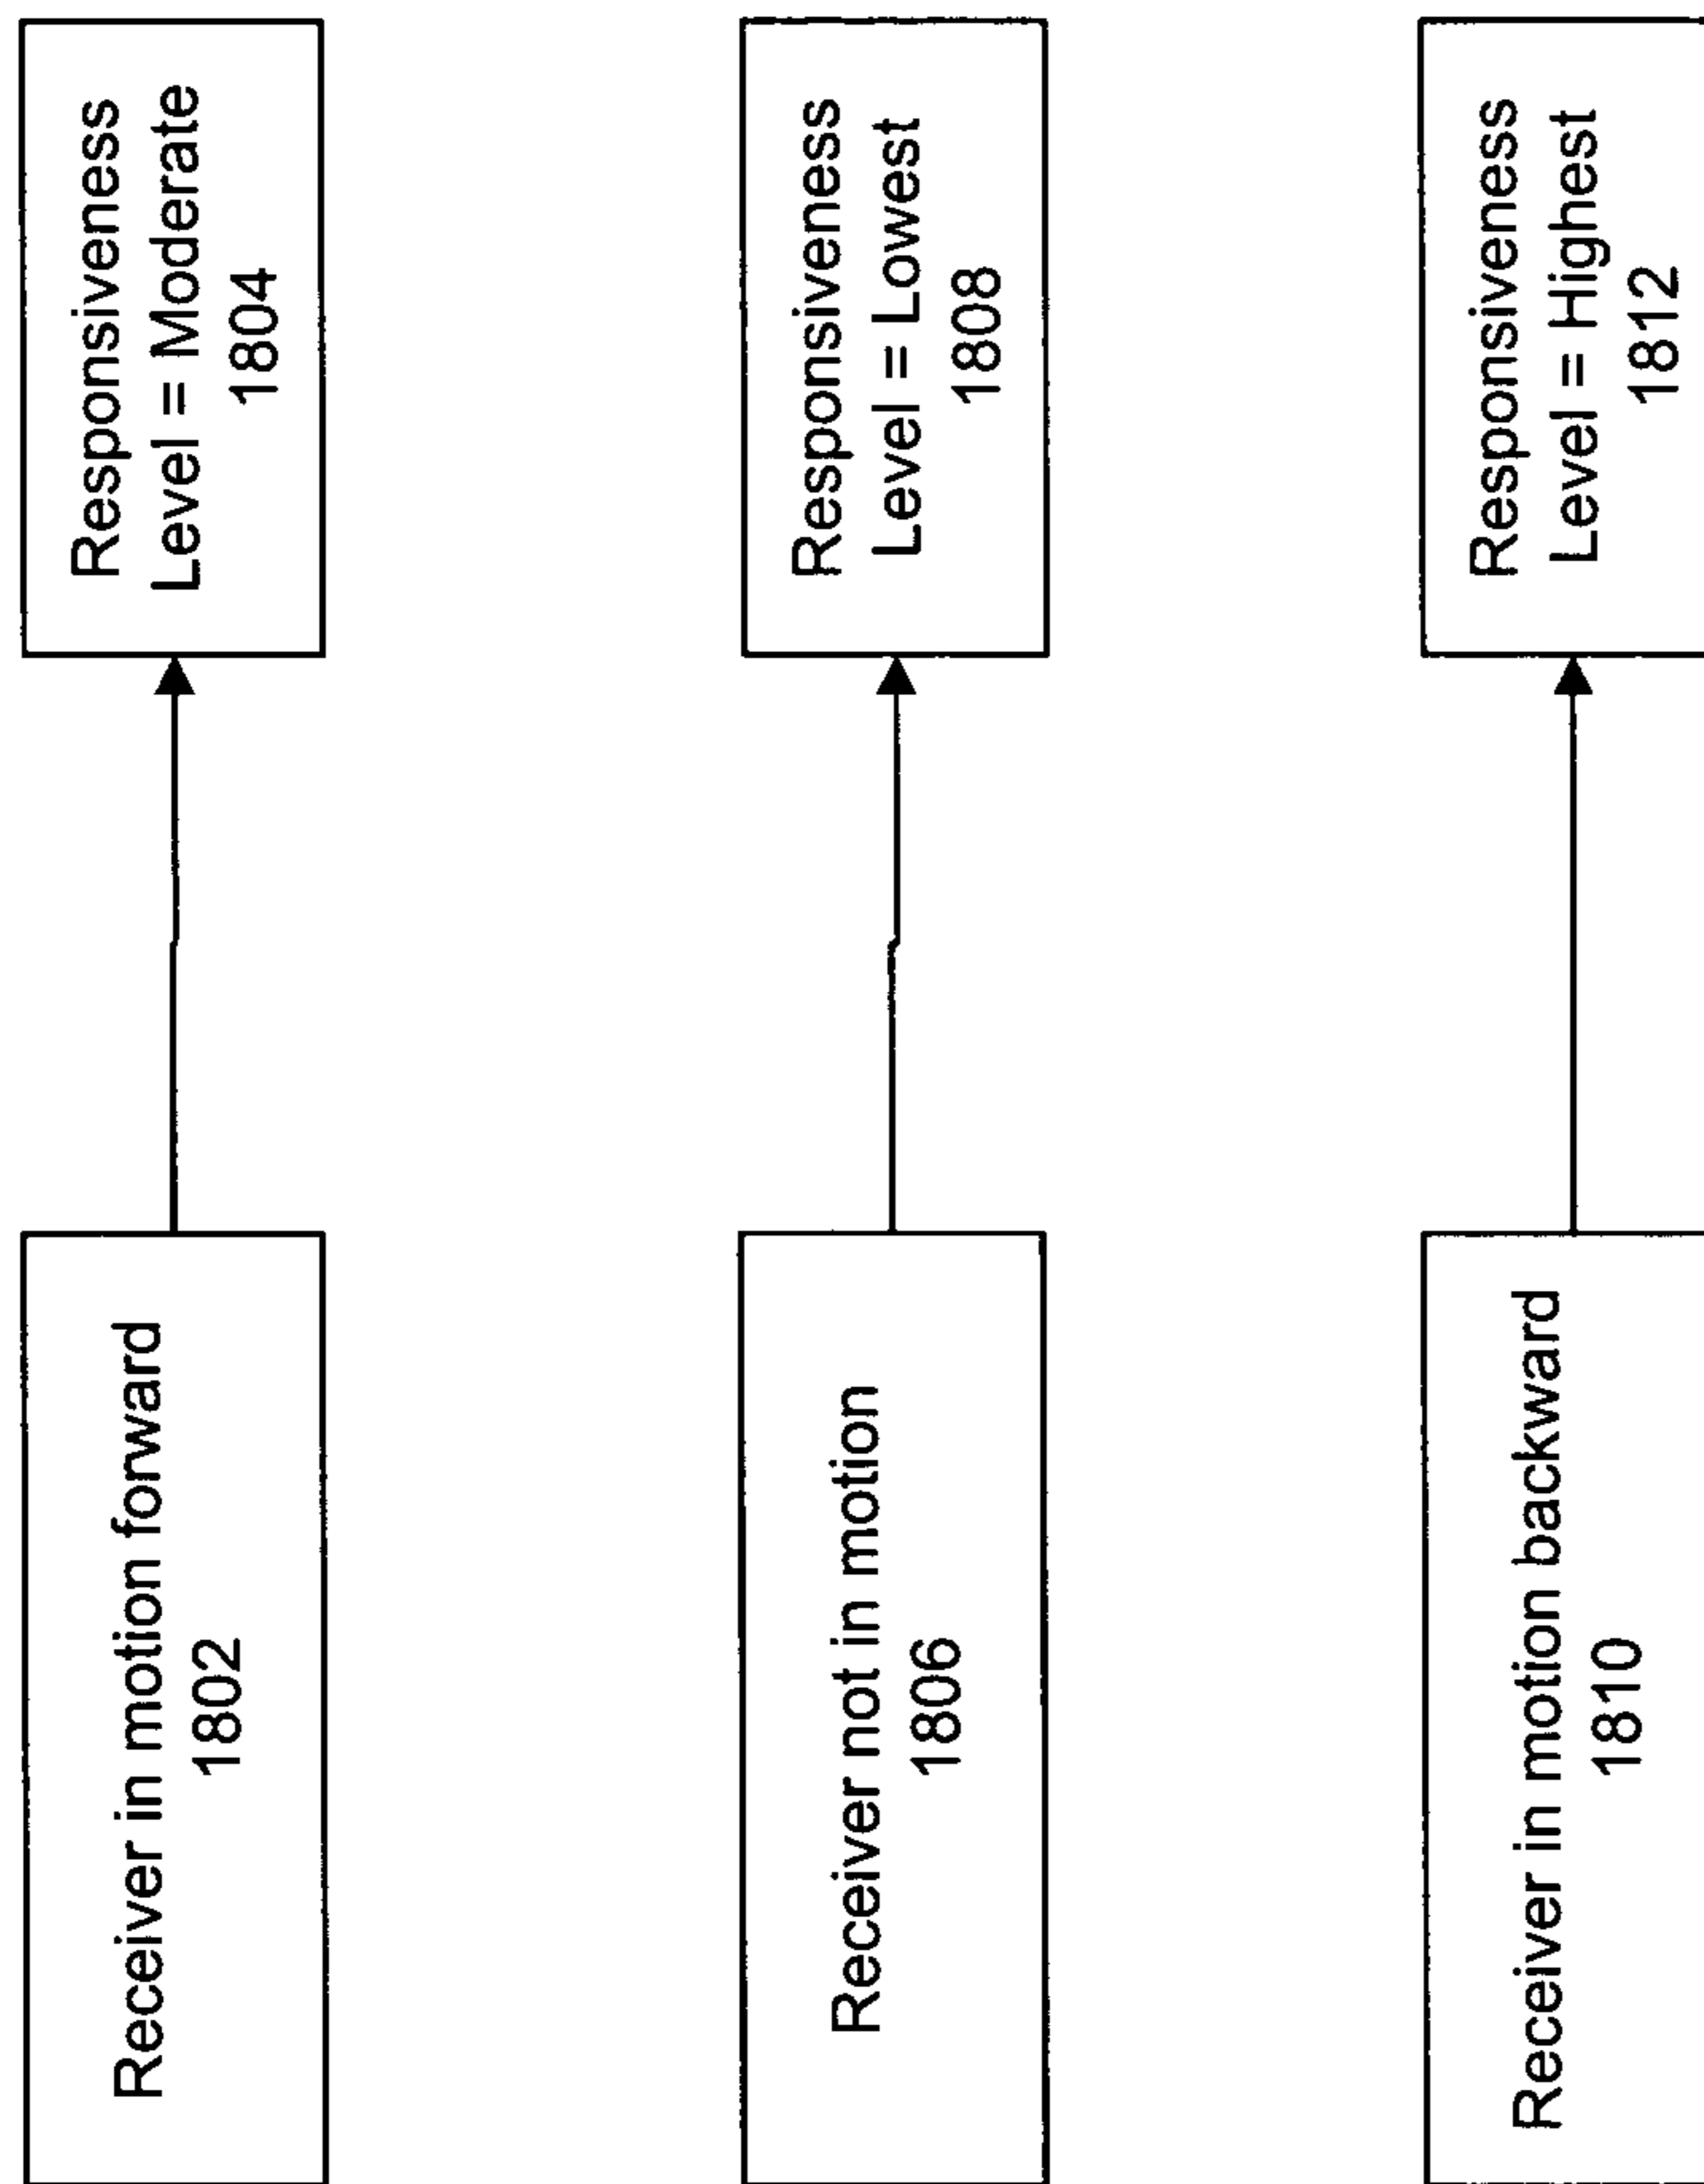 Receiver in motion forward
1802
Responsiveness
Level = Moderate
1804
Receiver not in motion
1806
Responsiveness
Level = Lowest
1808
Receiver in motion backward
1810
Responsiveness
Level = Highest
1812